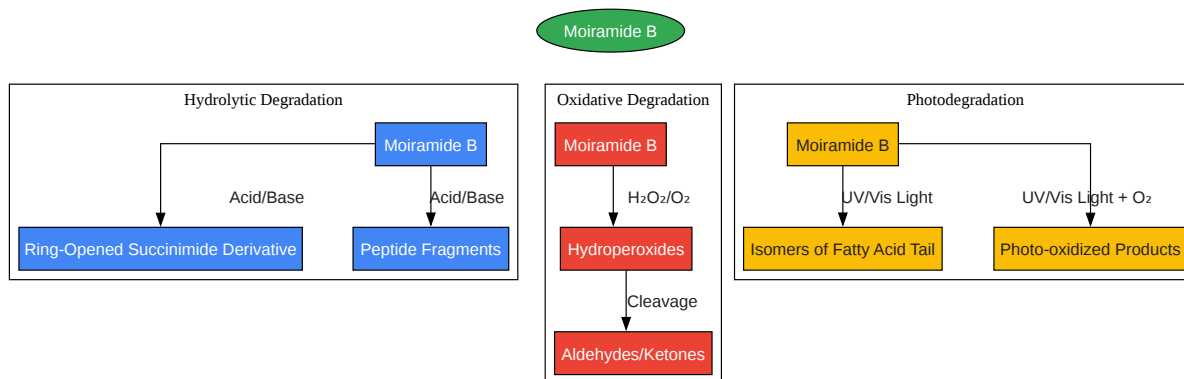 Moiramide B
Hydrolytic Degradation
Moiramide B
Acid/Base
Acid/Base
Ring-Opened Succinimide Derivative
Peptide Fragments
Oxidative Degradation
Moiramide B
H₂O₂/O₂
Hydroperoxides
Cleavage
Aldehydes/Ketones
Photodegradation
Moiramide B
UV/Vis Light
UV/Vis Light + O₂
Isomers of Fatty Acid Tail
Photo-oxidized Products